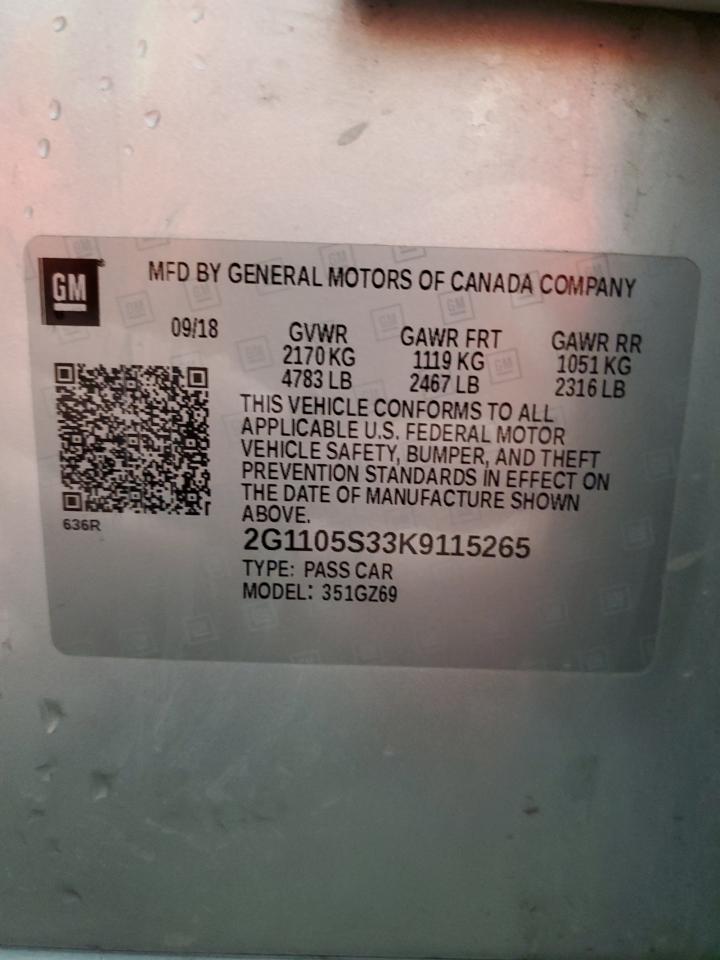 GM
MFD BY GENERAL MOTORS OF CANADA COMPANY
09/18
GVWR
2170 KG
4783 LB
GAWR FRT
1119 KG
2467 LB
GAWR RR
1051 KG
2316 LB
THIS VEHICLE CONFORMS TO ALL
APPLICABLE U.S. FEDERAL MOTOR
VEHICLE SAFETY, BUMPER, AND THEFT
PREVENTION STANDARDS IN EFFECT ON
THE DATE OF MANUFACTURE SHOWN
ABOVE.
636R
2G1105S33K9115265
TYPE: PASS CAR
MODEL: 351GZ69